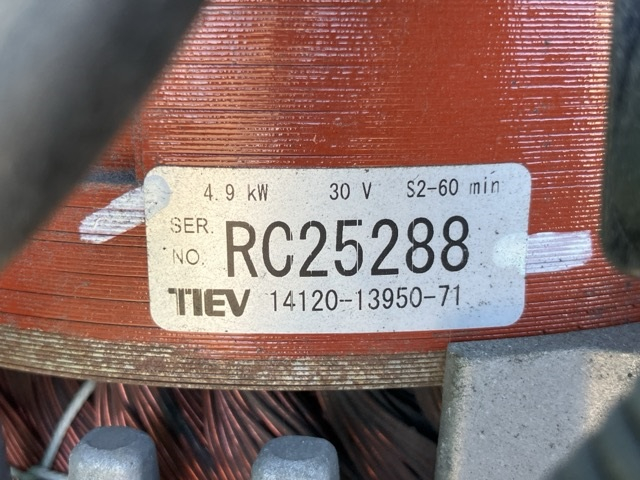 4.9 kW 30 V S2-60 min
SER. NO. RC25288
TIEV 14120-13950-71